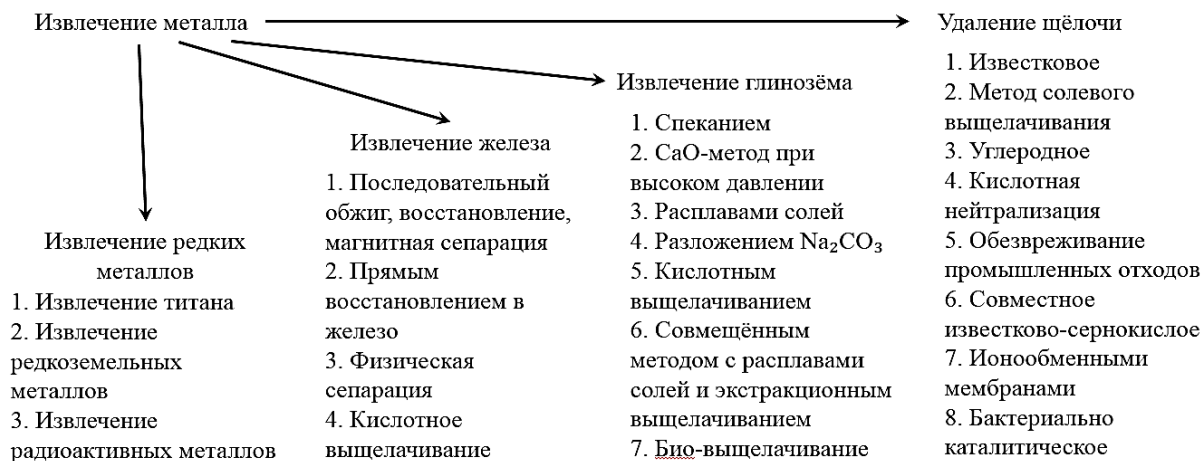 Извлечение металла
Удаление щёлочи
1. Известковое
2. Метод солевого
выщелачивания
3. Углеродное
4. Кислотная
нейтрализация
5. Обезвреживание
промышленных отходов
6. Совместное
известково-сернокислое
7. Ионообменными
мембранами
8. Бактериально
каталитическое
Извлечение глинозёма
1. Спеканием
2. CaO-метод при
высоком давлении
3. Расплавами солей
4. Разложением Na₂CO₃
5. Кислотным
выщелачиванием
6. Совмещённым
методом с расплавами
солей и экстракционным
выщелачиванием
7. Био-выщелачивание
Извлечение железа
1. Последовательный
обжиг, восстановление,
магнитная сепарация
2. Прямым
восстановлением в
железо
3. Физическая
сепарация
4. Кислотное
выщелачивание
Извлечение редких
металлов
1. Извлечение титана
2. Извлечение
редкоземельных
металлов
3. Извлечение
радиоактивных металлов